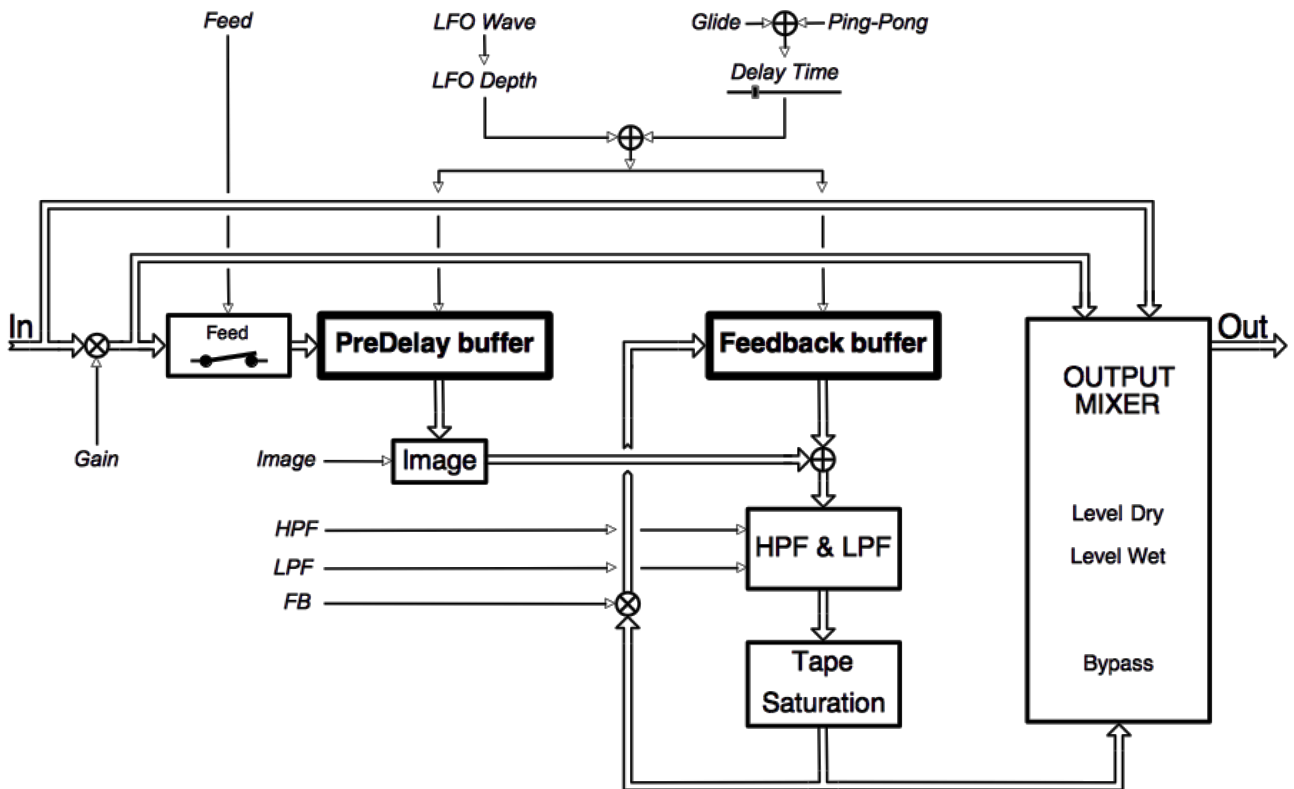 Feed
LFO Wave
Glide
Ping-Pong
LFO Depth
Delay Time
In
Feed
PreDelay buffer
Feedback buffer
Out
OUTPUT
MIXER
Gain
Image
Image
HPF
HPF & LPF
Level Dry
LPF
Level Wet
FB
Tape
Saturation
Bypass